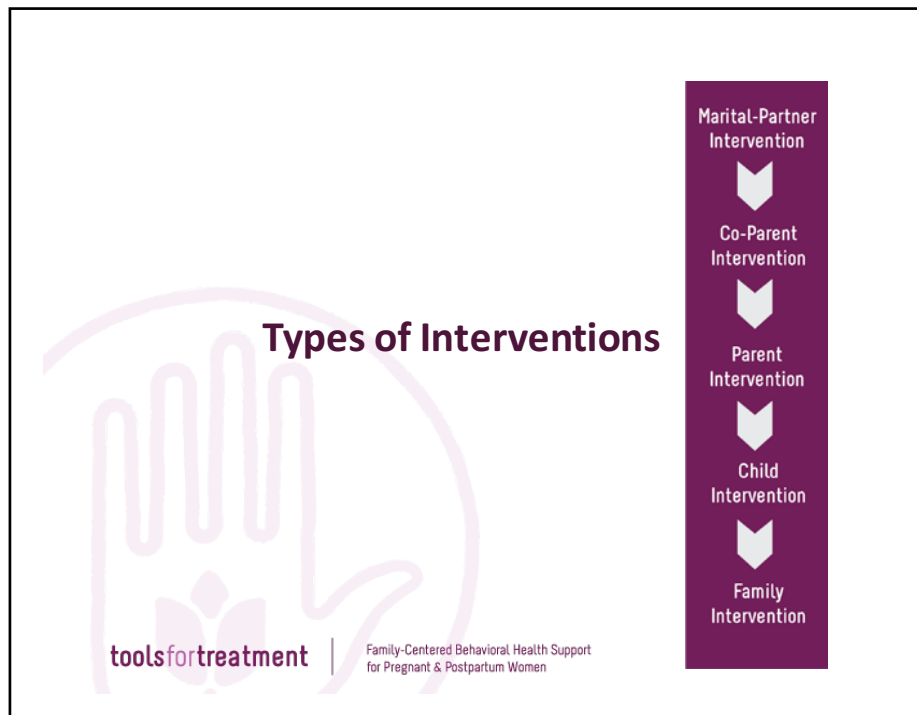 Types of Interventions
Marital-Partner
Intervention
Co-Parent
Intervention
Parent
Intervention
Child
Intervention
Family
Intervention
toolsfortreatment
Family-Centered Behavioral Health Support
for Pregnant & Postpartum Women